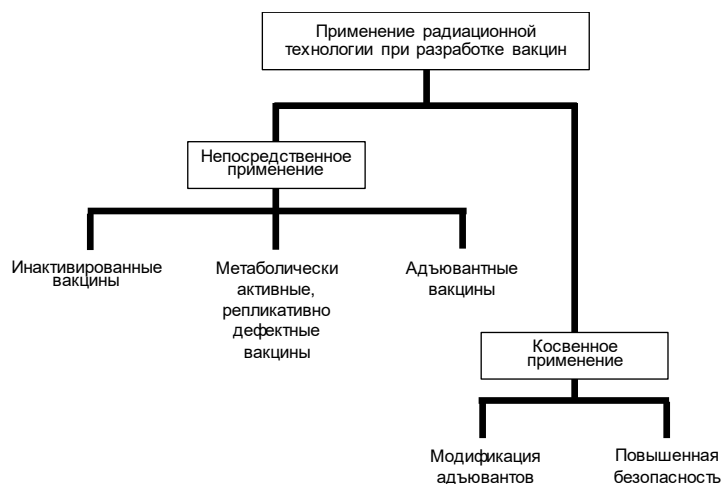 Применение радиационной
технологии при разработке вакцин
Непосредственное
применение
Инактивированные
вакцины
Метаболически
активные,
репликативно
дефектные
вакцины
Адъювантные
вакцины
Косвенное
применение
Модификация
адъювантов
Повышенная
безопасность